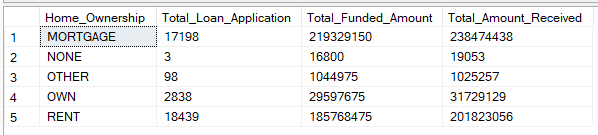 Home_Ownership Total_Loan_Application Total_Funded_Amount Total_Amount_Received
1 MORTGAGE 17198 219329150 238474438
2 NONE 3 16800 19053
3 OTHER 98 1044975 1025257
4 OWN 2838 29597675 31729129
5 RENT 18439 185768475 201823056